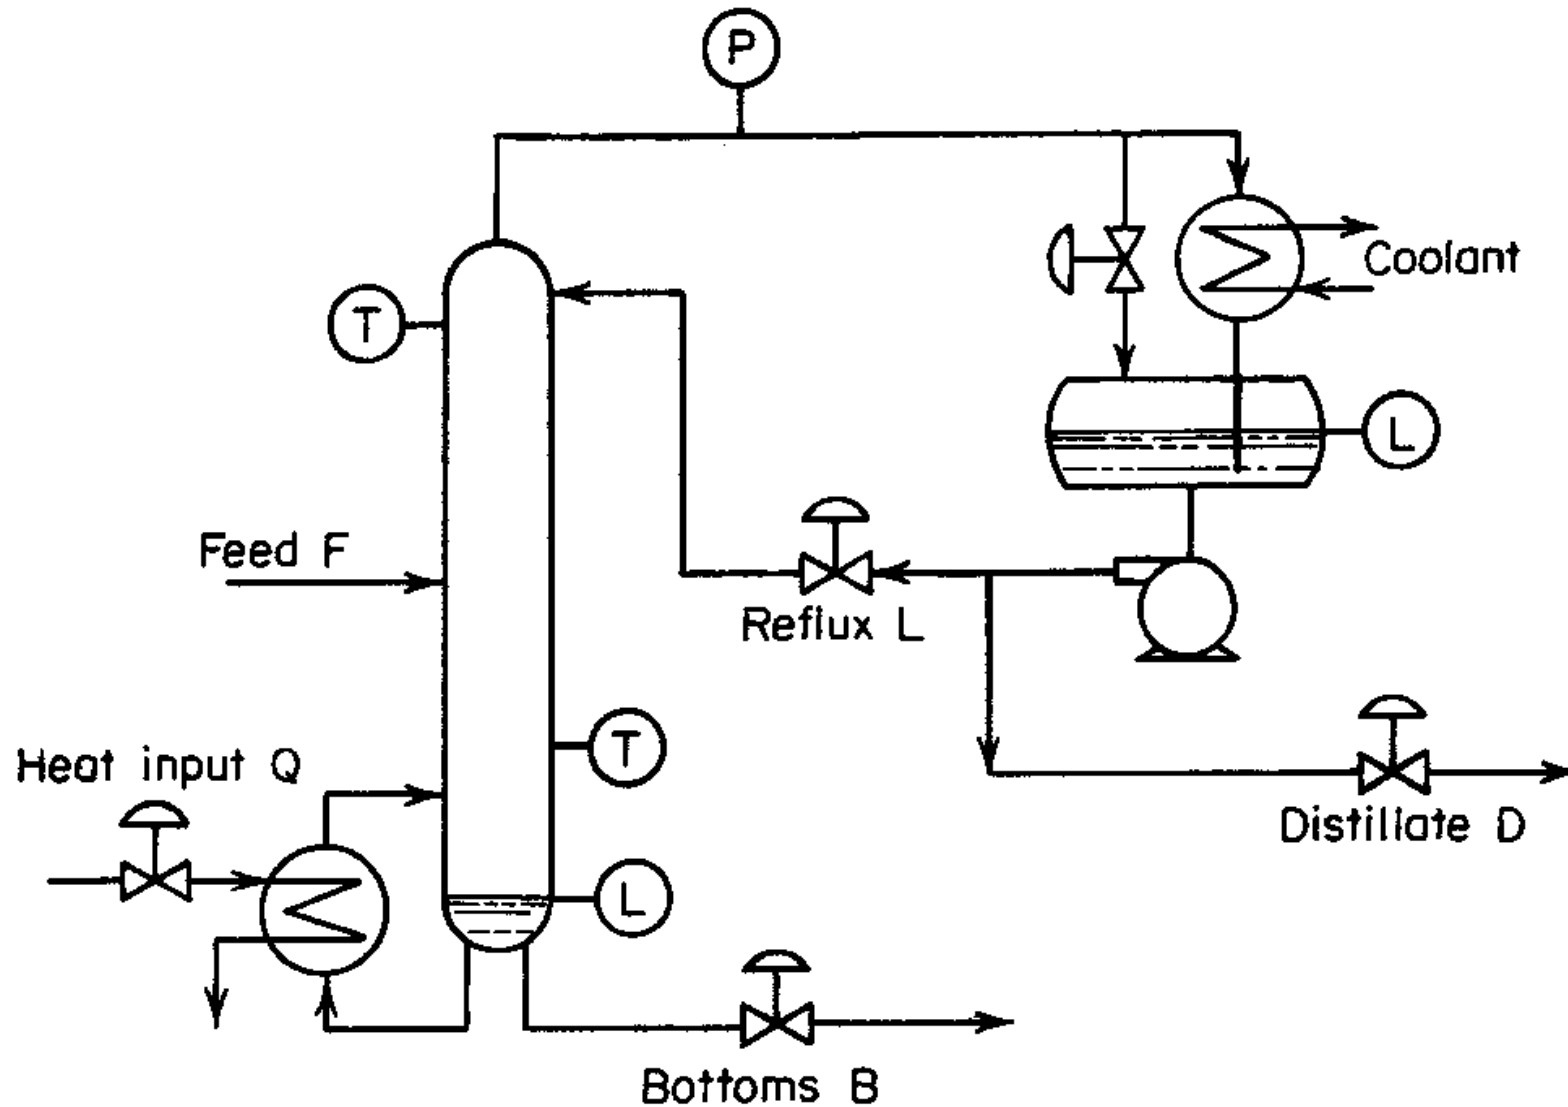 P
T
Coolant
L
Feed F
Reflux L
T
Heat input Q
Distillate D
L
Bottoms B